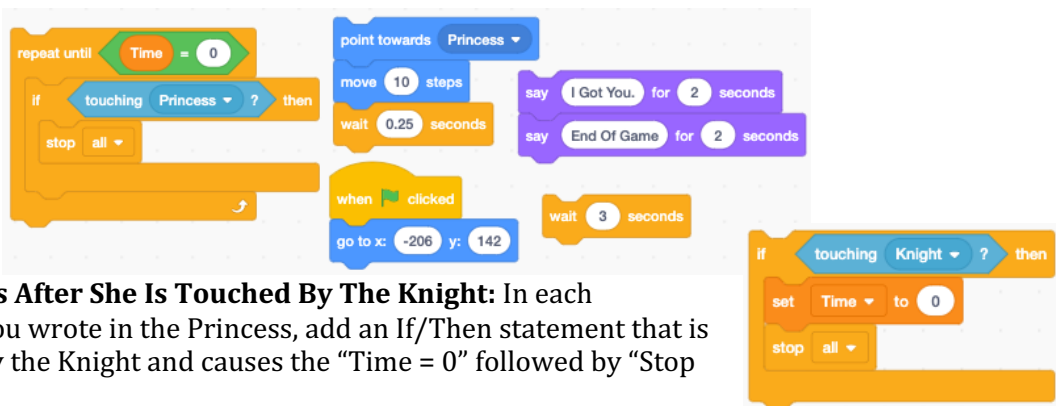 repeat until Time = 0
if touching Princess ? then
stop all
point towards Princess
move 10 steps
wait 0.25 seconds
when clicked
go to x: -206 y: 142
say I Got You. for 2 seconds
say End Of Game for 2 seconds
wait 3 seconds
if touching Knight ? then
set Time to 0
stop all
s After She Is Touched By The Knight: In each
ou wrote in the Princess, add an If/Then statement that is
y the Knight and causes the “Time = 0” followed by “Stop